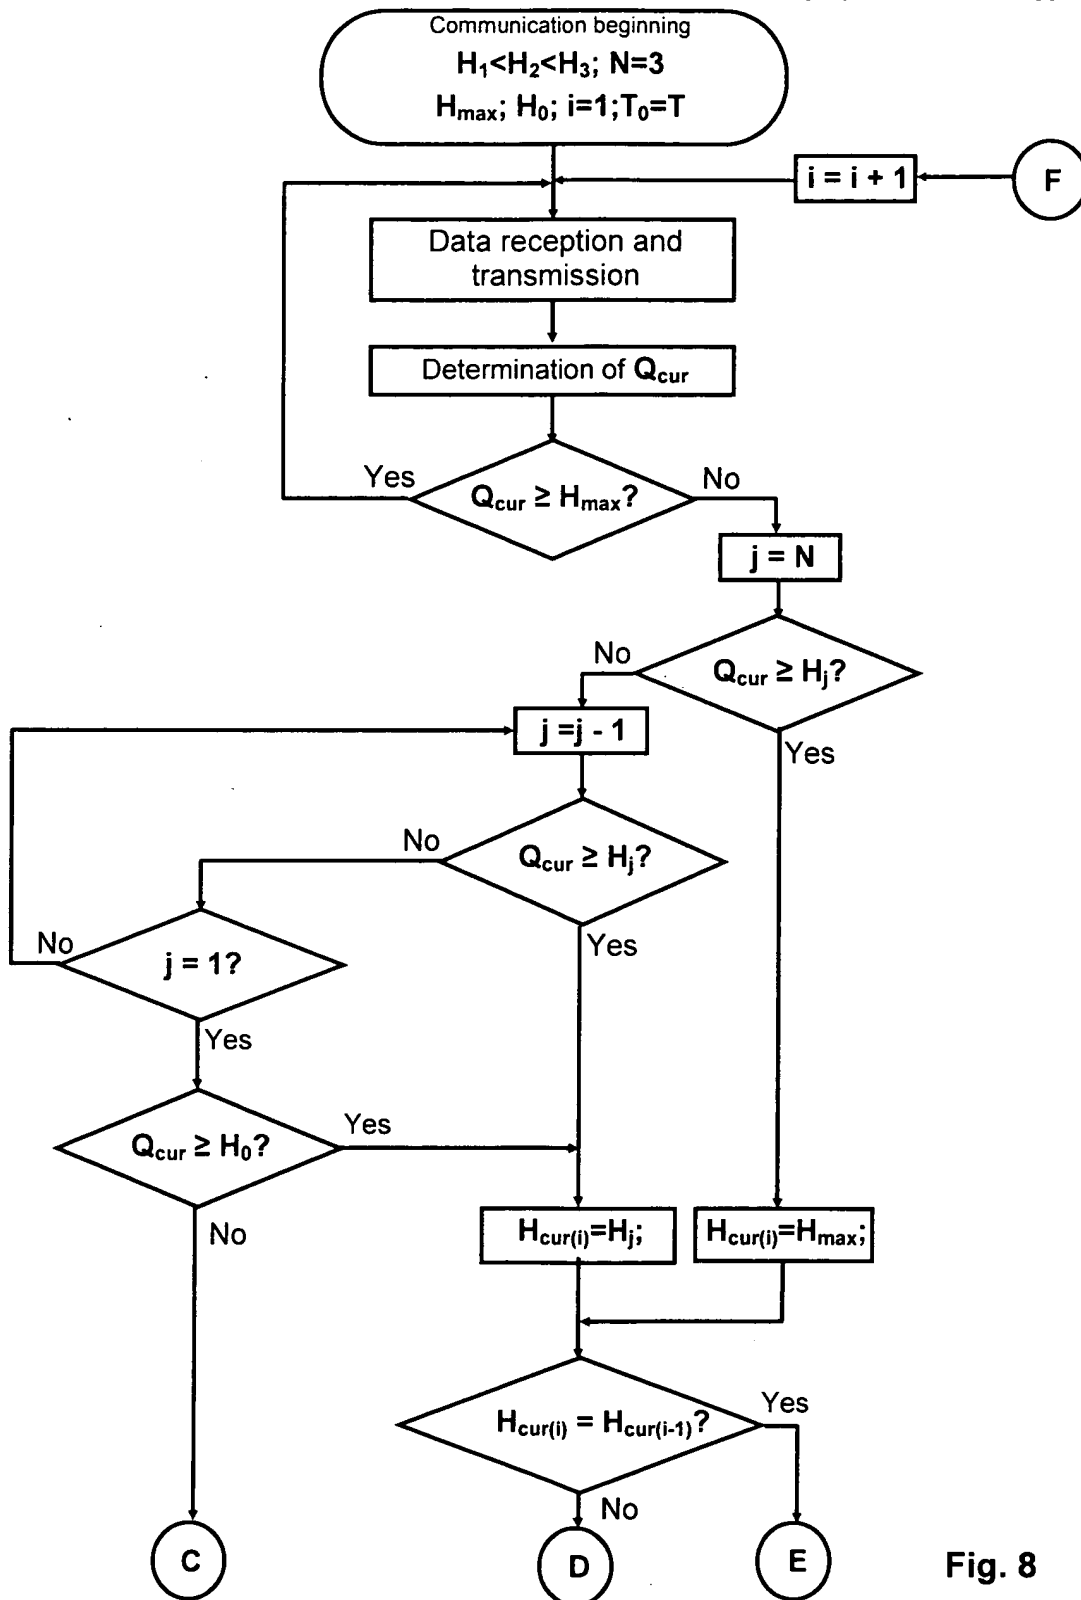 Communication beginning
H1<H2<H3; N=3
Hmax; H0; i=1;T0=T
i = i + 1
F
Data reception and
transmission
Determination of Qcur
Yes
Qcur ≥ Hmax?
No
j = N
No
Qcur ≥ Hj?
j =j - 1
Yes
No
Qcur ≥ Hj?
No
j = 1?
Yes
Yes
Qcur ≥ H0?
Yes
No
Hcur(i)=Hj;
Hcur(i)=Hmax;
Hcur(i) = Hcur(i-1)?
Yes
No
C
D
E
Fig. 8